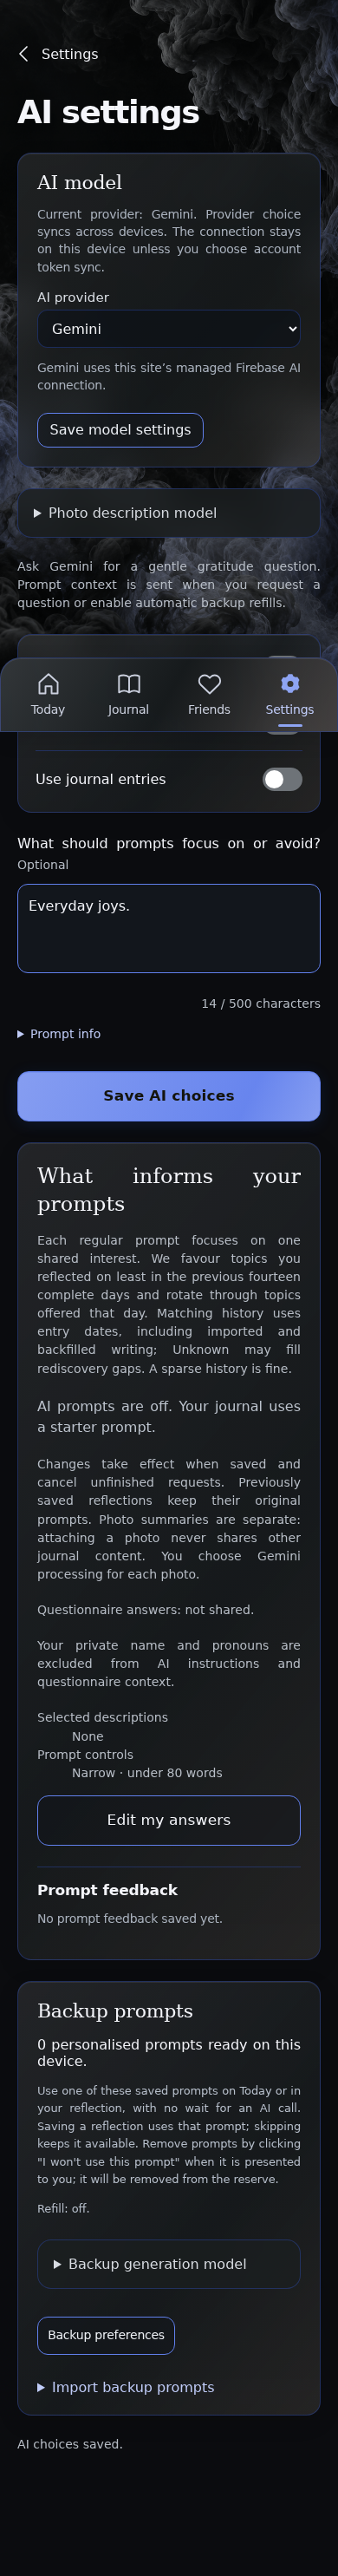 Settings
AI settings
AI model
Current provider: Gemini. Provider choice
syncs across devices. The connection stays
on this device unless you choose account
token sync.
AI provider
Gemini
Gemini uses this site’s managed Firebase AI
connection.
Save model settings
Photo description model
Ask Gemini for a gentle gratitude question.
Prompt context is sent when you request a
question or enable automatic backup refills.
Today
Journal
Friends
Settings
Use journal entries
What should prompts focus on or avoid?
Optional
Everyday joys.
14 / 500 characters
Prompt info
Save AI choices
What informs your
prompts
Each regular prompt focuses on one
shared interest. We favour topics you
reflected on least in the previous fourteen
complete days and rotate through topics
offered that day. Matching history uses
entry dates, including imported and
backfilled writing; Unknown may fill
rediscovery gaps. A sparse history is fine.
AI prompts are off. Your journal uses
a starter prompt.
Changes take effect when saved and
cancel unfinished requests. Previously
saved reflections keep their original
prompts. Photo summaries are separate:
attaching a photo never shares other
journal content. You choose Gemini
processing for each photo.
Questionnaire answers: not shared.
Your private name and pronouns are
excluded from AI instructions and
questionnaire context.
Selected descriptions
None
Prompt controls
Narrow · under 80 words
Edit my answers
Prompt feedback
No prompt feedback saved yet.
Backup prompts
0 personalised prompts ready on this
device.
Use one of these saved prompts on Today or in
your reflection, with no wait for an AI call.
Saving a reflection uses that prompt; skipping
keeps it available. Remove prompts by clicking
"I won't use this prompt" when it is presented
to you; it will be removed from the reserve.
Refill: off.
Backup generation model
Backup preferences
Import backup prompts
AI choices saved.